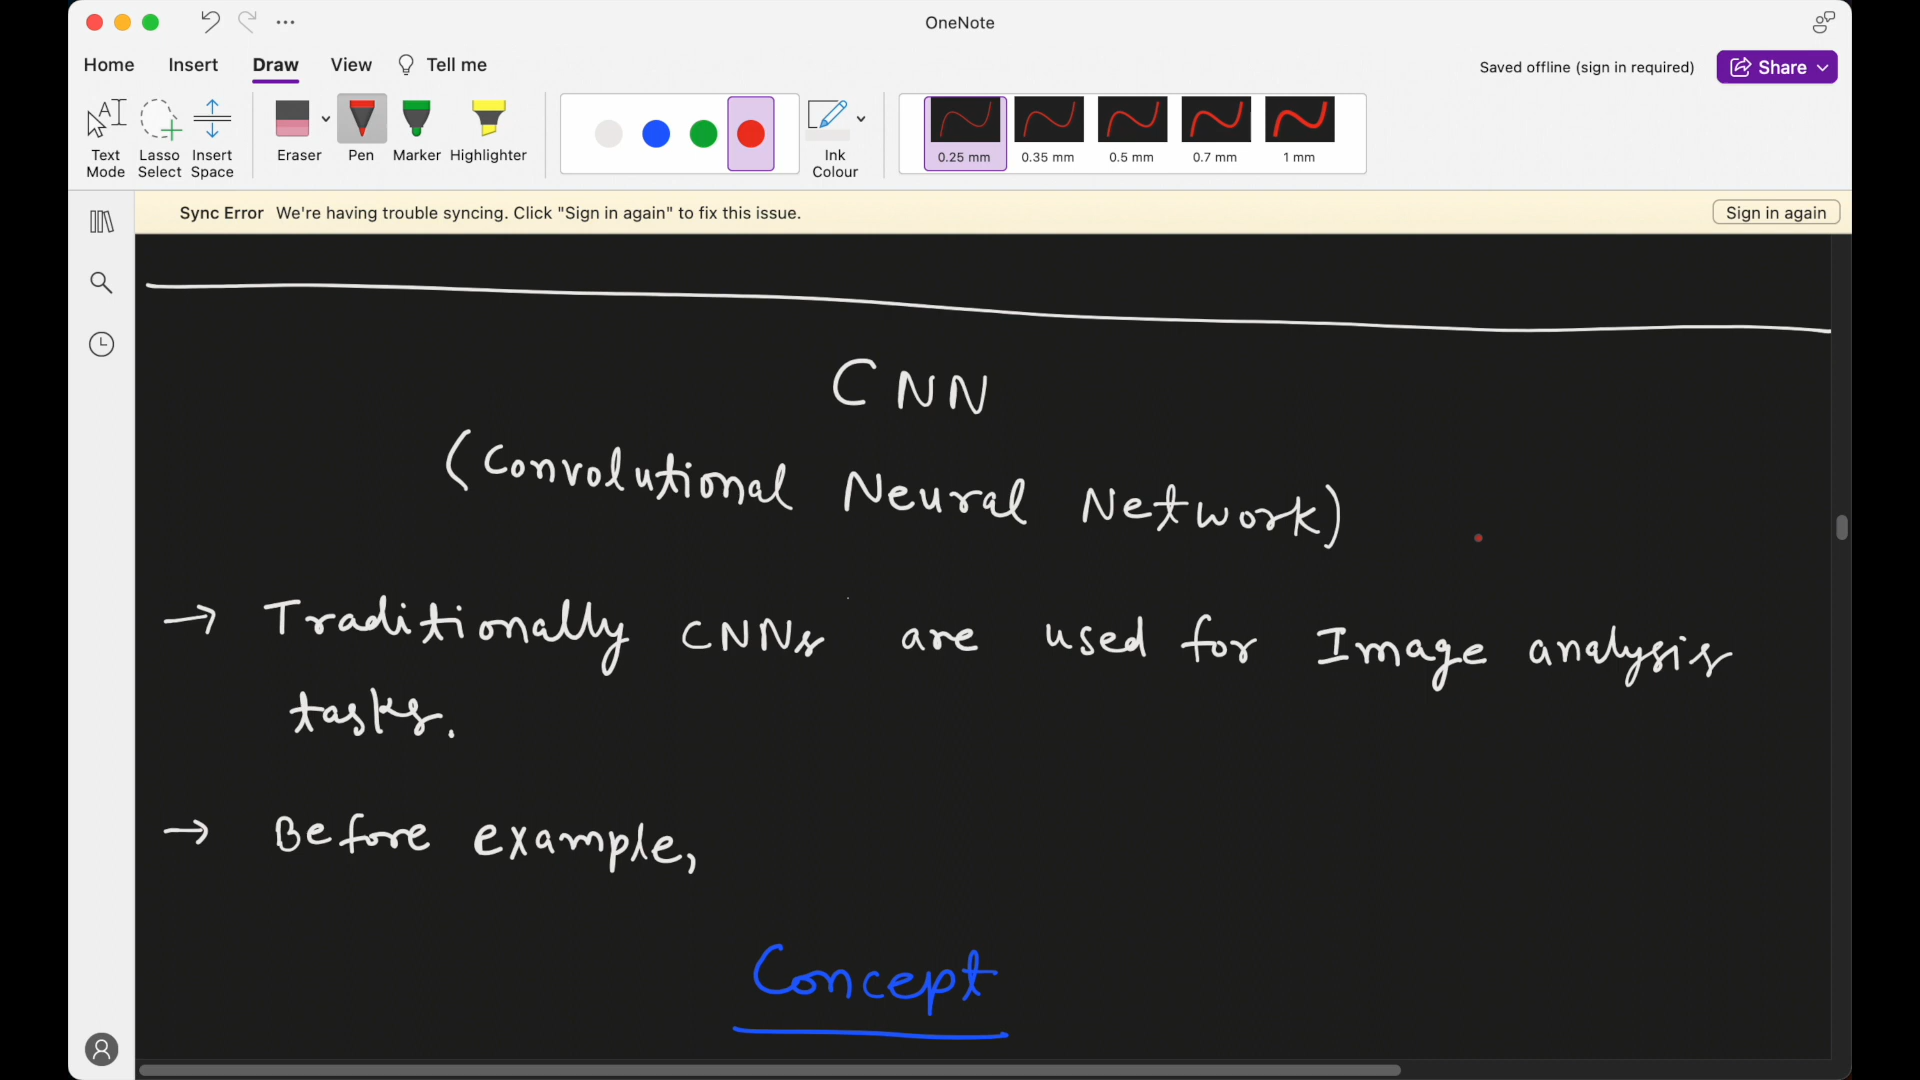 OneNote
Home Insert Draw View Tell me
Saved offline (sign in required) Share
Text Mode
Lasso Select
Insert Space
Eraser
Pen
Marker
Highlighter
Ink Colour
0.25 mm
0.35 mm
0.5 mm
0.7 mm
1 mm
Sync Error We're having trouble syncing. Click "Sign in again" to fix this issue. Sign in again
CNN
(Convolutional Neural Network)
→ Traditionally CNNs are used for Image analysis
tasks.
→ Before example,
Concept